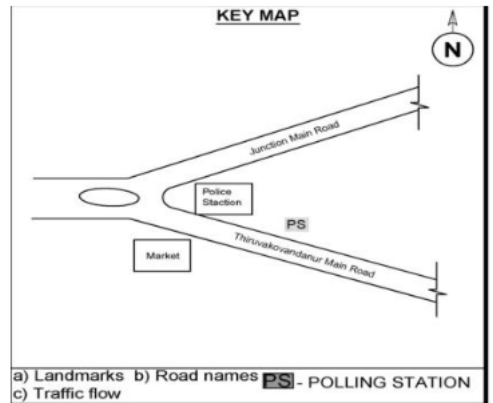 KEY MAP
N
Junction Main Road
Police
Staction
PS
Thiruvakovandanur Main Road
Market
a) Landmarks b) Road names PS - POLLING STATION
c) Traffic flow